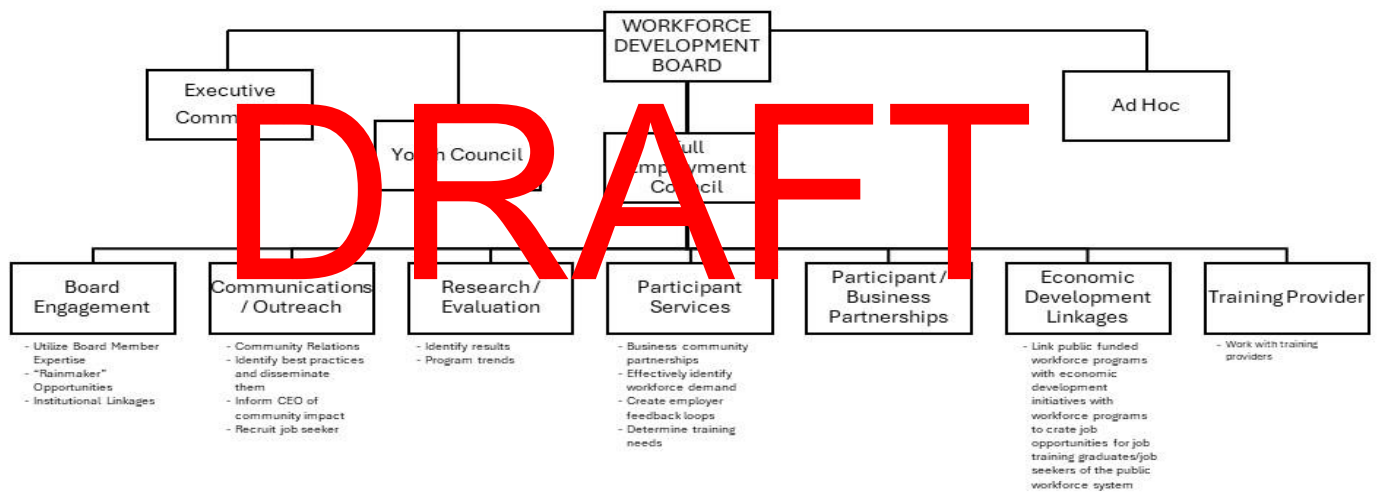 WORKFORCE
DEVELOPMENT
BOARD
Executive
Ad Hoc
Council
Full
Employment
Council
DRAFT
Board
Engagement
- Utilize Board Member
Expertise
- "Rainmaker"
Opportunities
- Institutional Linkages
Communications
/ Outreach
- Community Relations
- Identify best practices
and disseminate
them
- Inform CEO of
community impact
- Recruit job seeker
Research /
Evaluation
- Identify results
- Program trends
Participant
Services
- Business community
partnerships
- Effectively identify
workforce demand
- Create employer
feedback loops
- Determine training
needs
Participant /
Business
Partnerships
Economic
Development
Linkages
- Link public funded
workforce programs
with economic
development
initiatives with
workforce programs
to crate job
opportunities for job
training graduates/job
seekers of the public
workforce system
Training Provider
- Work with training
providers